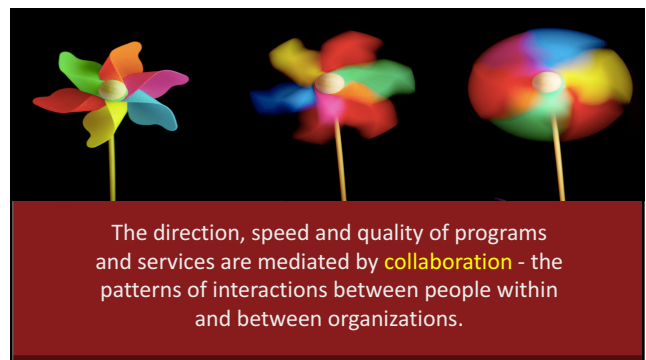 The direction, speed and quality of programs
and services are mediated by collaboration - the
patterns of interactions between people within
and between organizations.